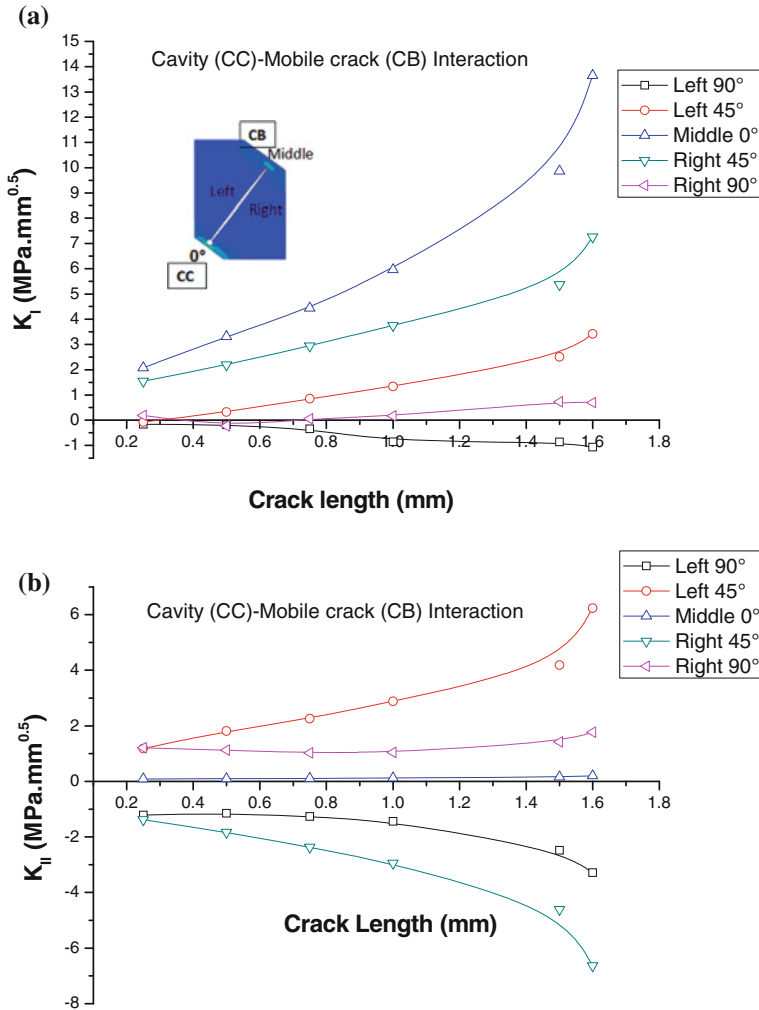 (a)
Cavity (CC)-Mobile crack (CB) Interaction
15
14
13
12
11
10
9
8
7
6
5
4
3
2
1
0
-1
K_I (MPa.mm^0.5)
CB
Middle
Left
Right
0°
CC
Left 90°
Left 45°
Middle 0°
Right 45°
Right 90°
0.2 0.4 0.6 0.8 1.0 1.2 1.4 1.6 1.8
Crack length (mm)
(b)
Cavity (CC)-Mobile crack (CB) Interaction
Left 90°
Left 45°
Middle 0°
Right 45°
Right 90°
6
4
2
0
-2
-4
-6
-8
K_II (MPa.mm^0.5)
0.2 0.4 0.6 0.8 1.0 1.2 1.4 1.6 1.8
Crack Length (mm)